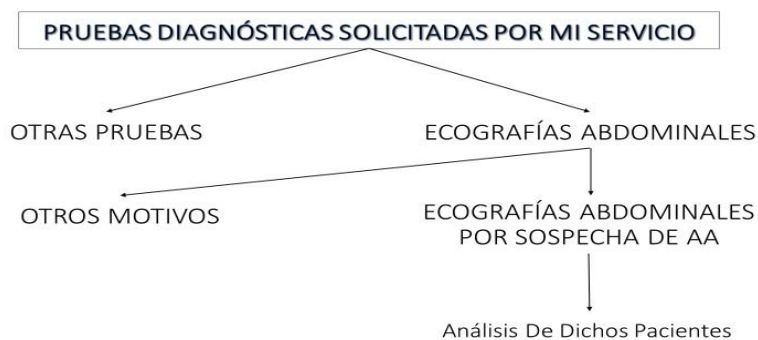 PRUEBAS DIAGNÓSTICAS SOLICITADAS POR MI SERVICIO
OTRAS PRUEBAS
ECOGRAFÍAS ABDOMINALES
OTROS MOTIVOS
ECOGRAFÍAS ABDOMINALES
POR SOSPECHA DE AA
Análisis De Dichos Pacientes